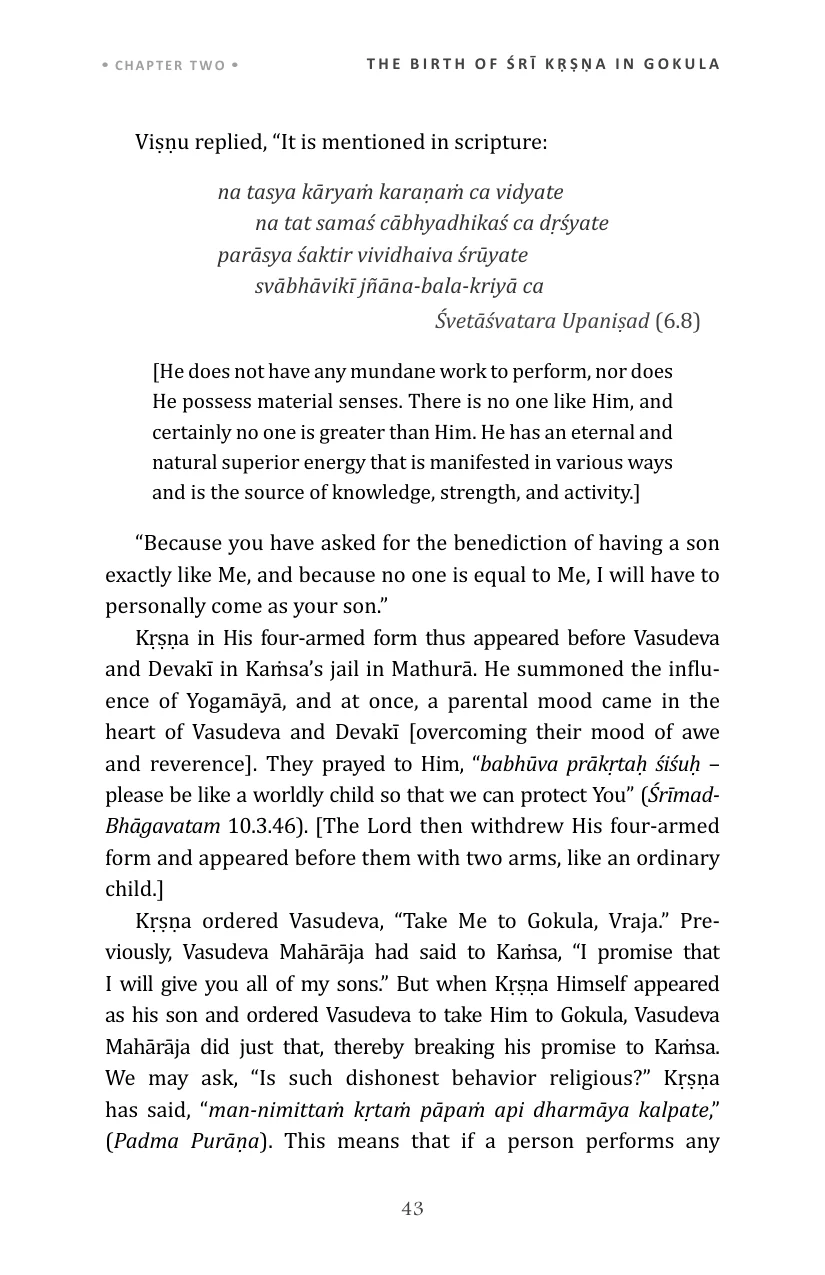 • CHAPTER TWO •
THE BIRTH OF ŚRĪ KṚṢṆA IN GOKULA
Viṣṇu replied, “It is mentioned in scripture:
na tasya kāryaṁ karaṇaṁ ca vidyate
na tat samaś cābhyadhikaś ca dṛśyate
parāsya śaktir vividhaiva śrūyate
svābhāvikī jñāna-bala-kriyā ca
Śvetāśvatara Upaniṣad (6.8)
[He does not have any mundane work to perform, nor does
He possess material senses. There is no one like Him, and
certainly no one is greater than Him. He has an eternal and
natural superior energy that is manifested in various ways
and is the source of knowledge, strength, and activity.]
“Because you have asked for the benediction of having a son
exactly like Me, and because no one is equal to Me, I will have to
personally come as your son.”
Kṛṣṇa in His four-armed form thus appeared before Vasudeva
and Devakī in Kaṁsa’s jail in Mathurā. He summoned the influ-
ence of Yogamāyā, and at once, a parental mood came in the
heart of Vasudeva and Devakī [overcoming their mood of awe
and reverence]. They prayed to Him, “babhūva prākṛtaḥ śiśuḥ –
please be like a worldly child so that we can protect You” (Śrīmad-
Bhāgavatam 10.3.46). [The Lord then withdrew His four-armed
form and appeared before them with two arms, like an ordinary
child.]
Kṛṣṇa ordered Vasudeva, “Take Me to Gokula, Vraja.” Pre-
viously, Vasudeva Mahārāja had said to Kaṁsa, “I promise that
I will give you all of my sons.” But when Kṛṣṇa Himself appeared
as his son and ordered Vasudeva to take Him to Gokula, Vasudeva
Mahārāja did just that, thereby breaking his promise to Kaṁsa.
We may ask, “Is such dishonest behavior religious?” Kṛṣṇa
has said, “man-nimittaṁ kṛtaṁ pāpaṁ api dharmāya kalpate,”
(Padma Purāṇa). This means that if a person performs any
43